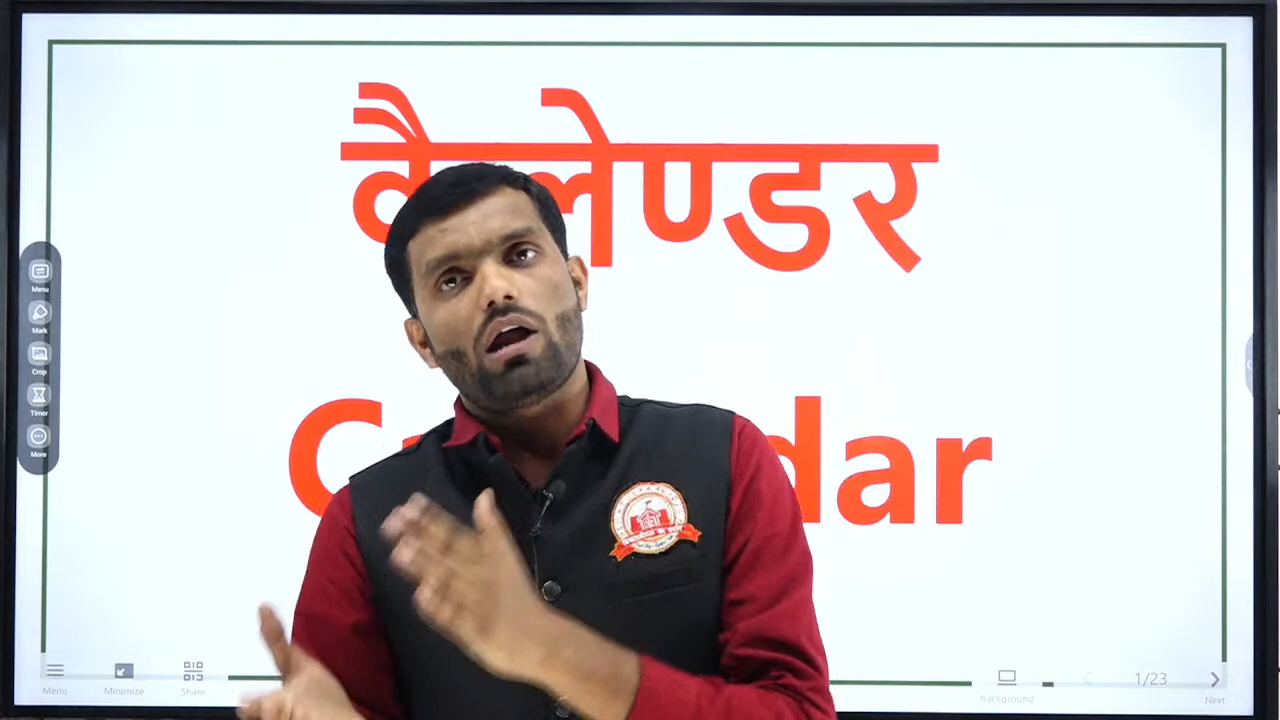 कैलेण्डर
C dar
Menu
Mark
Crop
Timer
More
Menu
Minimize
Share
Background
1/23
Next